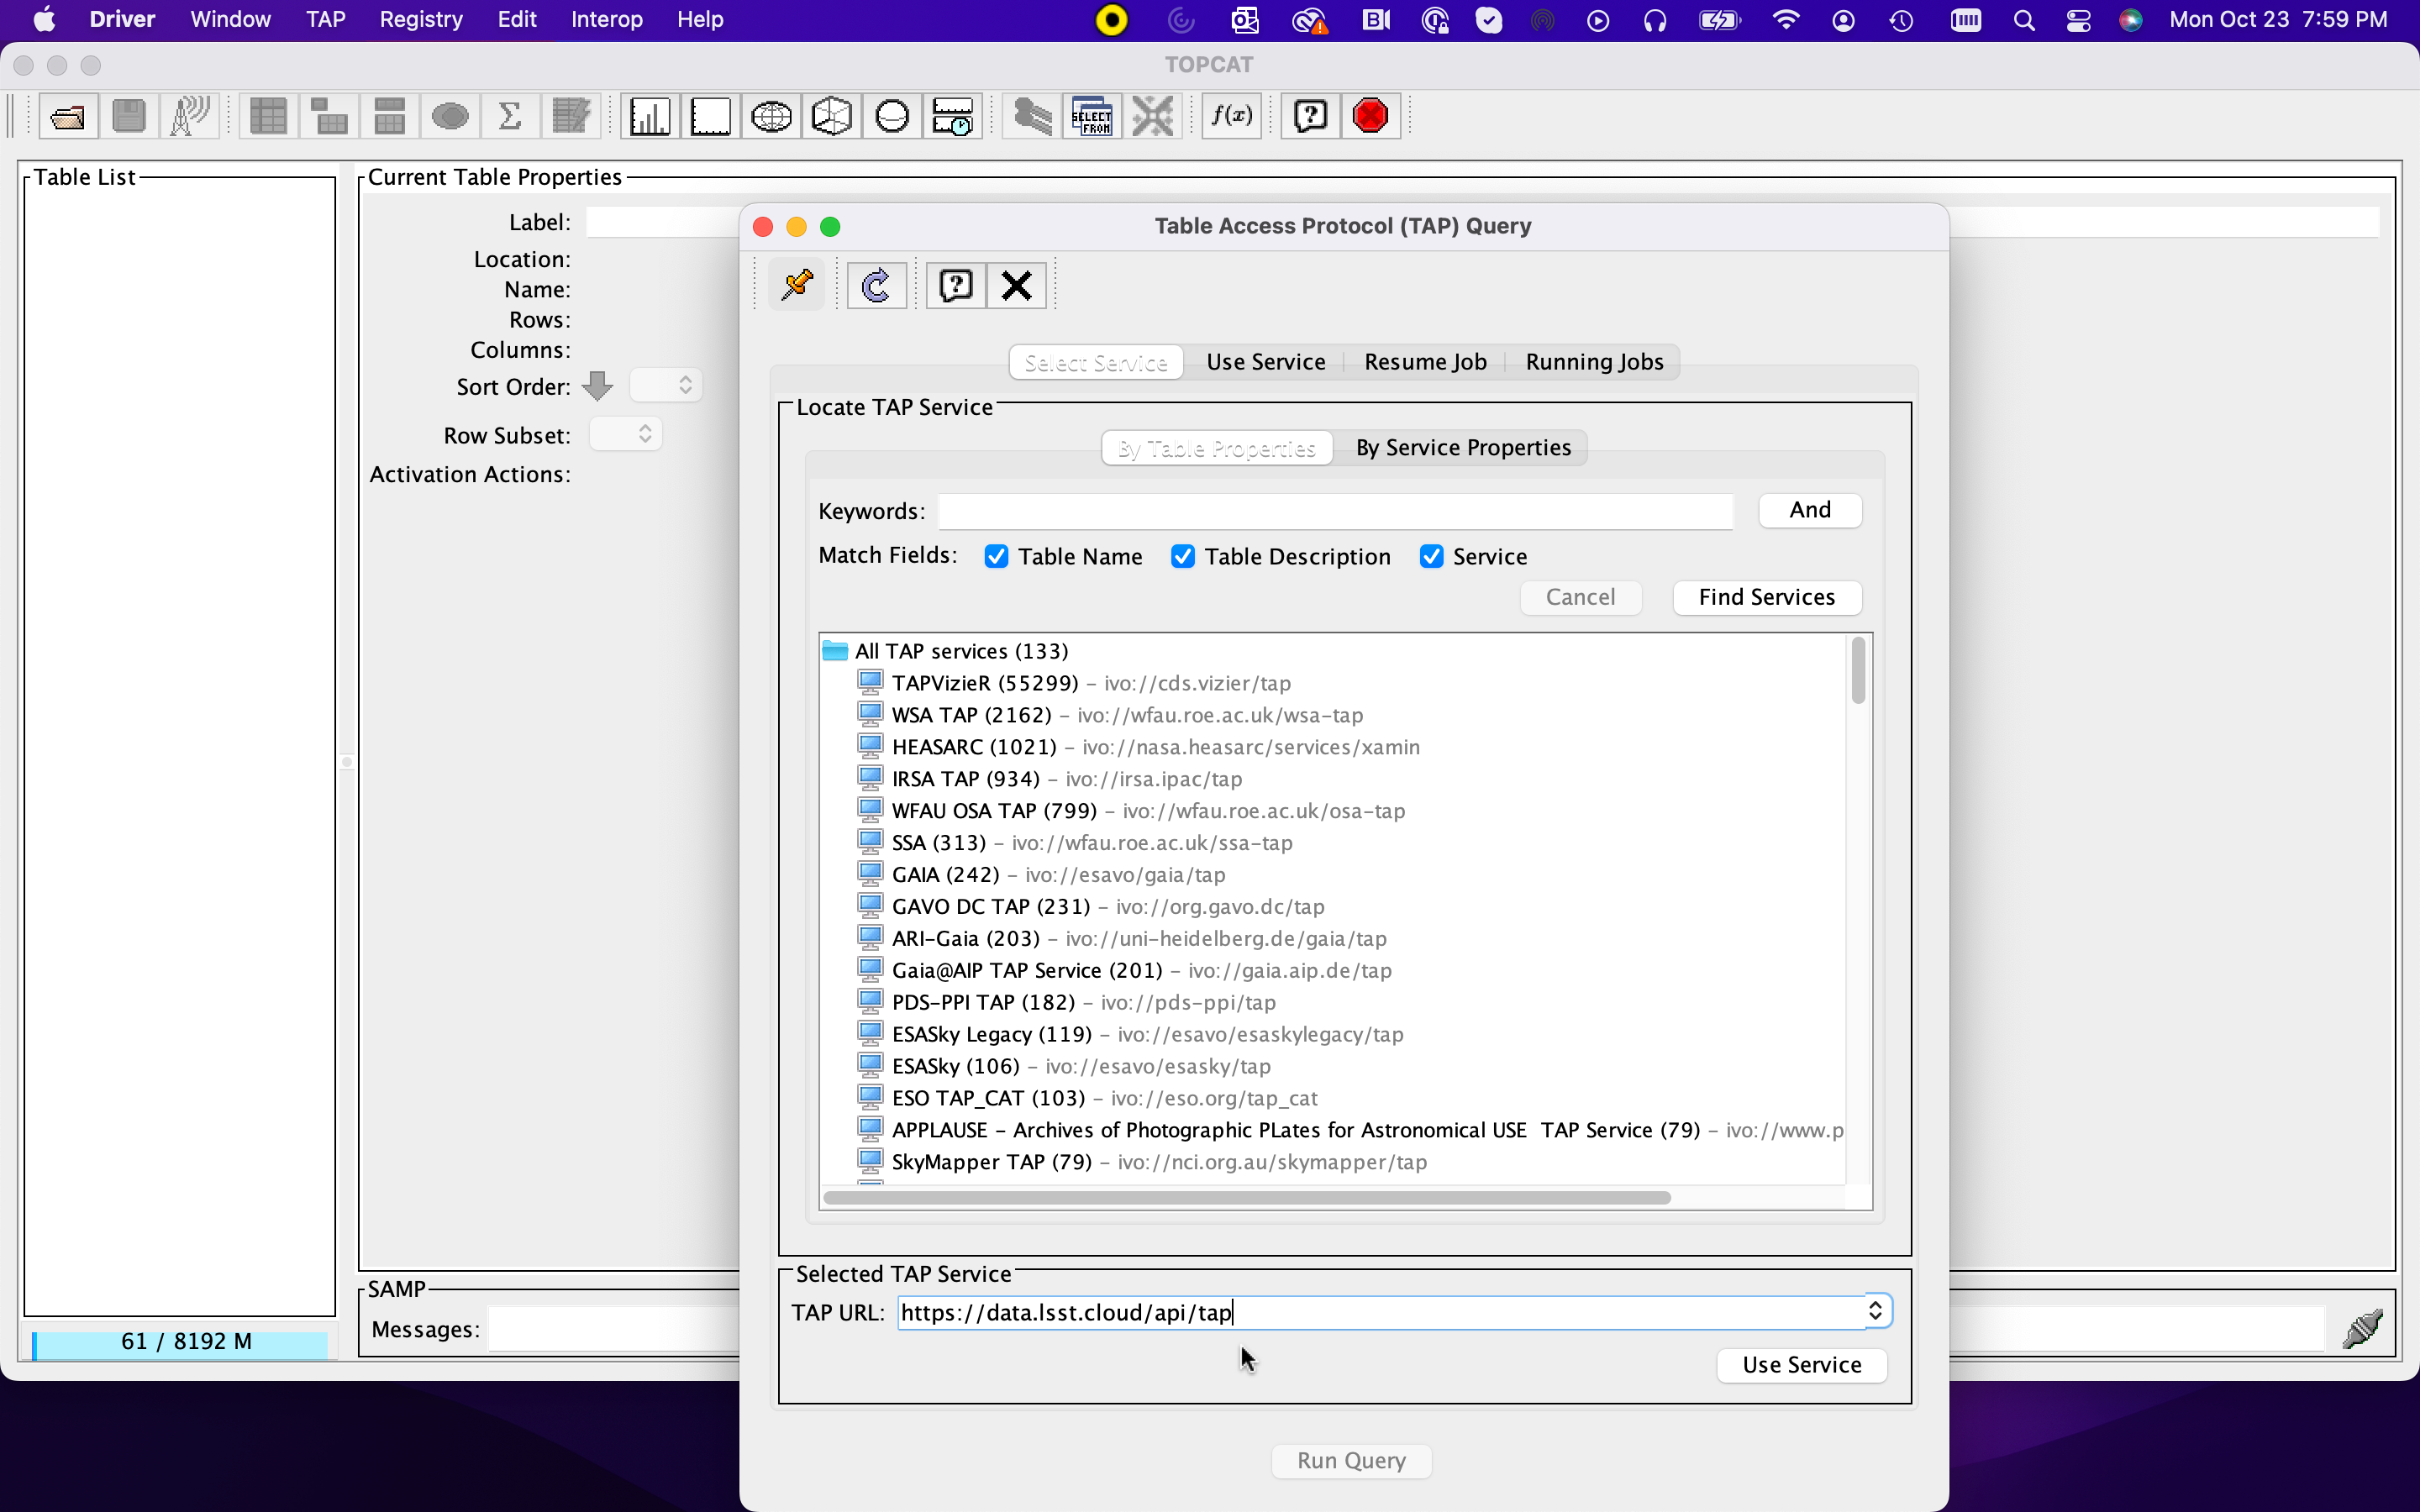 Driver Window TAP Registry Edit Interop Help Mon Oct 23 7:59 PM
TOPCAT
SELECT FROM
f(x)
Table List
Current Table Properties
Label:
Location:
Name:
Rows:
Columns:
Sort Order:
Row Subset:
Activation Actions:
SAMP
Messages:
61 / 8192 M
Table Access Protocol (TAP) Query
Select Service Use Service Resume Job Running Jobs
Locate TAP Service
By Table Properties By Service Properties
Keywords: And
Match Fields: Table Name Table Description Service
Cancel Find Services
All TAP services (133)
TAPVizieR (55299) – ivo://cds.vizier/tap
WSA TAP (2162) – ivo://wfau.roe.ac.uk/wsa-tap
HEASARC (1021) – ivo://nasa.heasarc/services/xamin
IRSA TAP (934) – ivo://irsa.ipac/tap
WFAU OSA TAP (799) – ivo://wfau.roe.ac.uk/osa-tap
SSA (313) – ivo://wfau.roe.ac.uk/ssa-tap
GAIA (242) – ivo://esavo/gaia/tap
GAVO DC TAP (231) – ivo://org.gavo.dc/tap
ARI-Gaia (203) – ivo://uni-heidelberg.de/gaia/tap
Gaia@AIP TAP Service (201) – ivo://gaia.aip.de/tap
PDS-PPI TAP (182) – ivo://pds-ppi/tap
ESASky Legacy (119) – ivo://esavo/esaskylegacy/tap
ESASky (106) – ivo://esavo/esasky/tap
ESO TAP_CAT (103) – ivo://eso.org/tap_cat
APPLAUSE – Archives of Photographic PLates for Astronomical USE TAP Service (79) – ivo://www.p
SkyMapper TAP (79) – ivo://nci.org.au/skymapper/tap
Selected TAP Service
TAP URL: https://data.lsst.cloud/api/tap
Use Service
Run Query